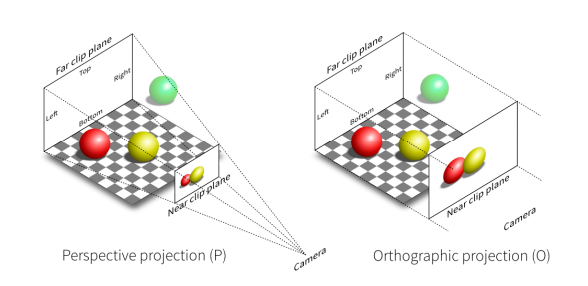 Far clip plane
Top
Right
Left
Bottom
Near clip plane
Camera
Perspective projection (P)
Far clip plane
Top
Right
Left
Bottom
Near clip plane
Camera
Orthographic projection (O)